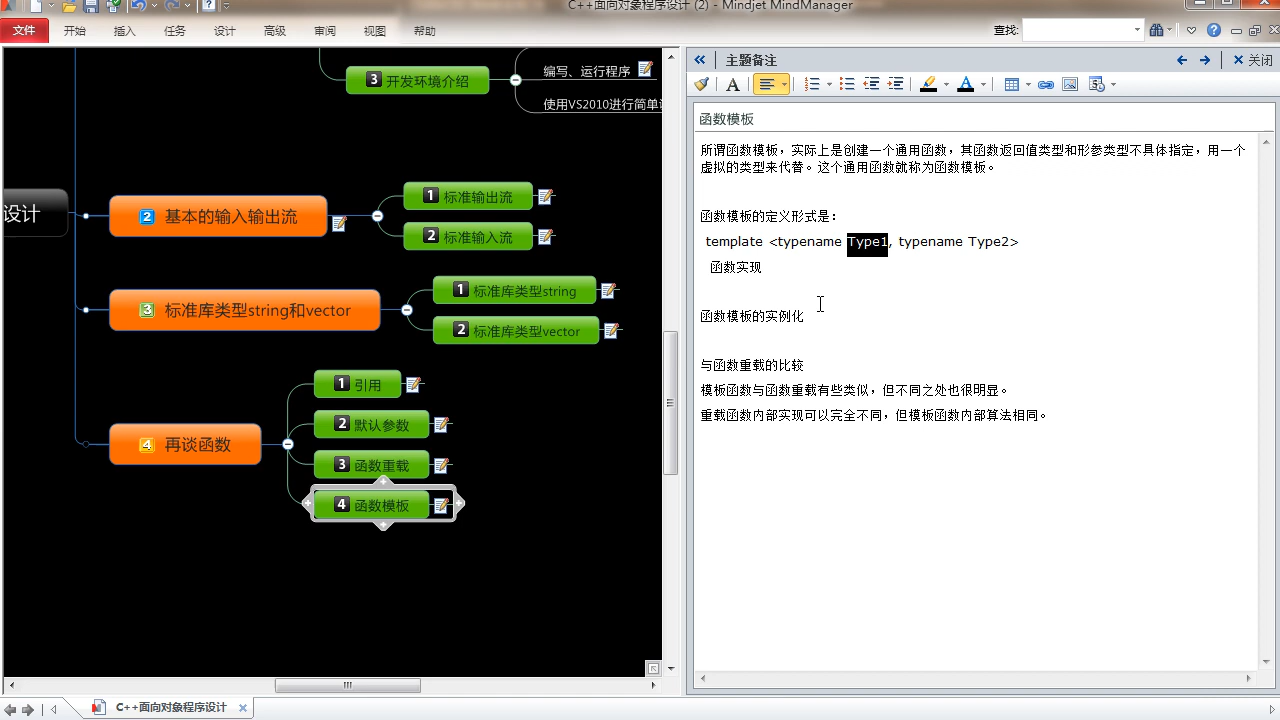 C++面向对象程序设计 (2) - Mindjet MindManager
文件 开始 插入 任务 设计 高级 审阅 视图 帮助 查找:
3 开发环境介绍
编写、运行程序
使用VS2010进行简单
设计
2 基本的输入输出流
1 标准输出流
2 标准输入流
3 标准库类型string和vector
1 标准库类型string
2 标准库类型vector
4 再谈函数
1 引用
2 默认参数
3 函数重载
4 函数模板
主题备注 关闭
函数模板
所谓函数模板，实际上是创建一个通用函数，其函数返回值类型和形参类型不具体指定，用一个
虚拟的类型来代替。这个通用函数就称为函数模板。
函数模板的定义形式是：
template <typename Type1, typename Type2>
函数实现
函数模板的实例化
与函数重载的比较
模板函数与函数重载有些类似，但不同之处也很明显。
重载函数内部实现可以完全不同，但模板函数内部算法相同。
C++面向对象程序设计